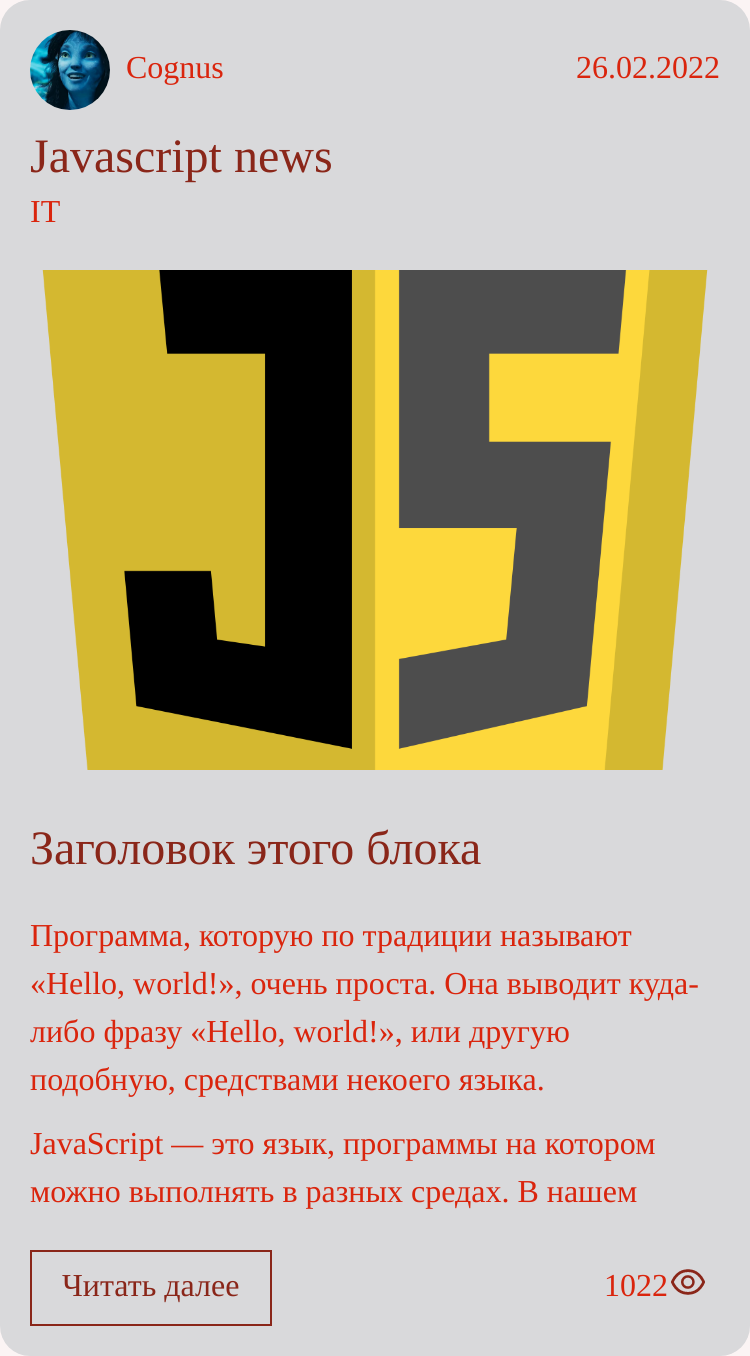 Cognus 26.02.2022
Javascript news
IT
JS
Заголовок этого блока
Программа, которую по традиции называют
«Hello, world!», очень проста. Она выводит куда-
либо фразу «Hello, world!», или другую
подобную, средствами некоего языка.
JavaScript — это язык, программы на котором
можно выполнять в разных средах. В нашем
Читать далее 1022